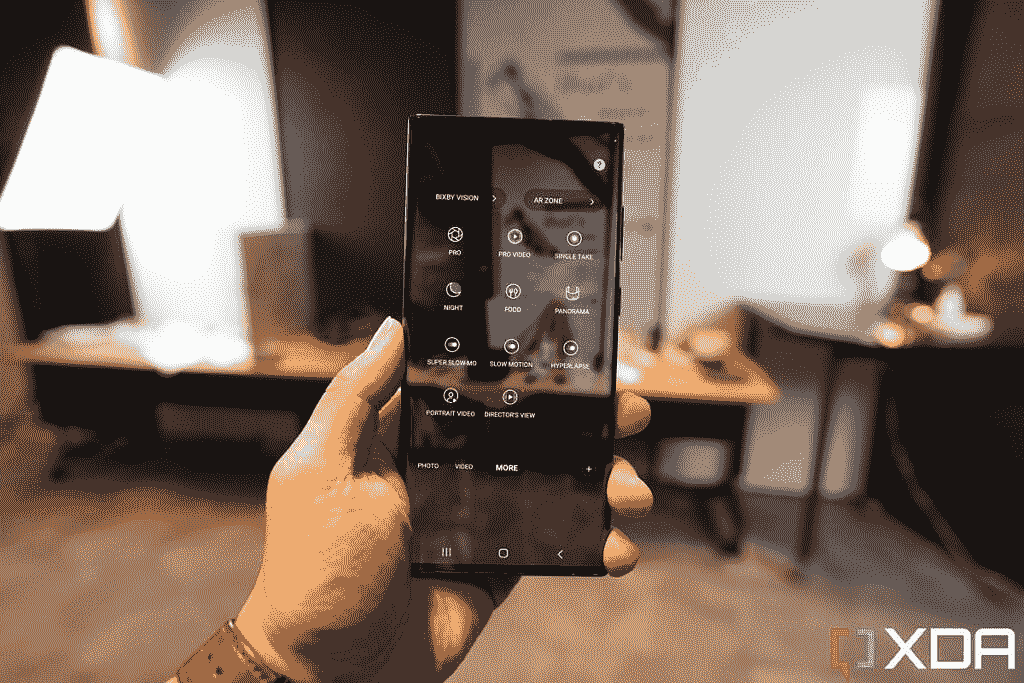 ?
BIXBY VISION >
AR ZONE >
PRO
PRO VIDEO
SINGLE TAKE
NIGHT
FOOD
PANORAMA
SUPER SLOW-MO
SLOW MOTION
HYPERLAPSE
PORTRAIT VIDEO
DIRECTOR'S VIEW
PHOTO VIDEO MORE +
XDA